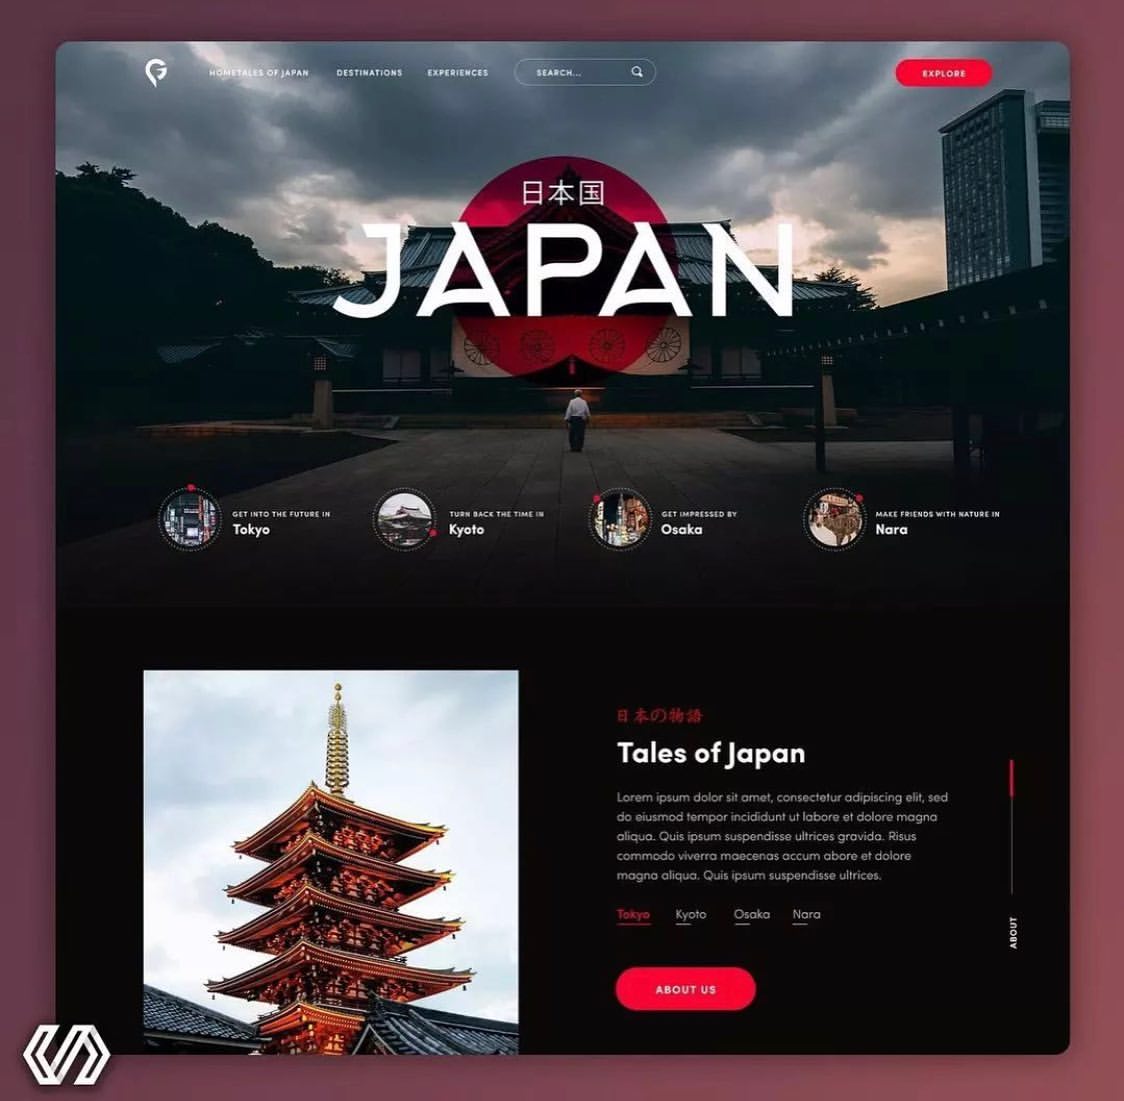 HOMETALES OF JAPAN DESTINATIONS EXPERIENCES SEARCH... EXPLORE
日本国
JAPAN
GET INTO THE FUTURE IN
Tokyo
TURN BACK THE TIME IN
Kyoto
GET IMPRESSED BY
Osaka
MAKE FRIENDS WITH NATURE IN
Nara
日本の物語
Tales of Japan
Lorem ipsum dolor sit amet, consectetur adipiscing elit, sed
do eiusmod tempor incididunt ut labore et dolore magna
aliqua. Quis ipsum suspendisse ultrices gravida. Risus
commodo viverra maecenas accum abore et dolore
magna aliqua. Quis ipsum suspendisse ultrices.
Tokyo Kyoto Osaka Nara
ABOUT US
ABOUT